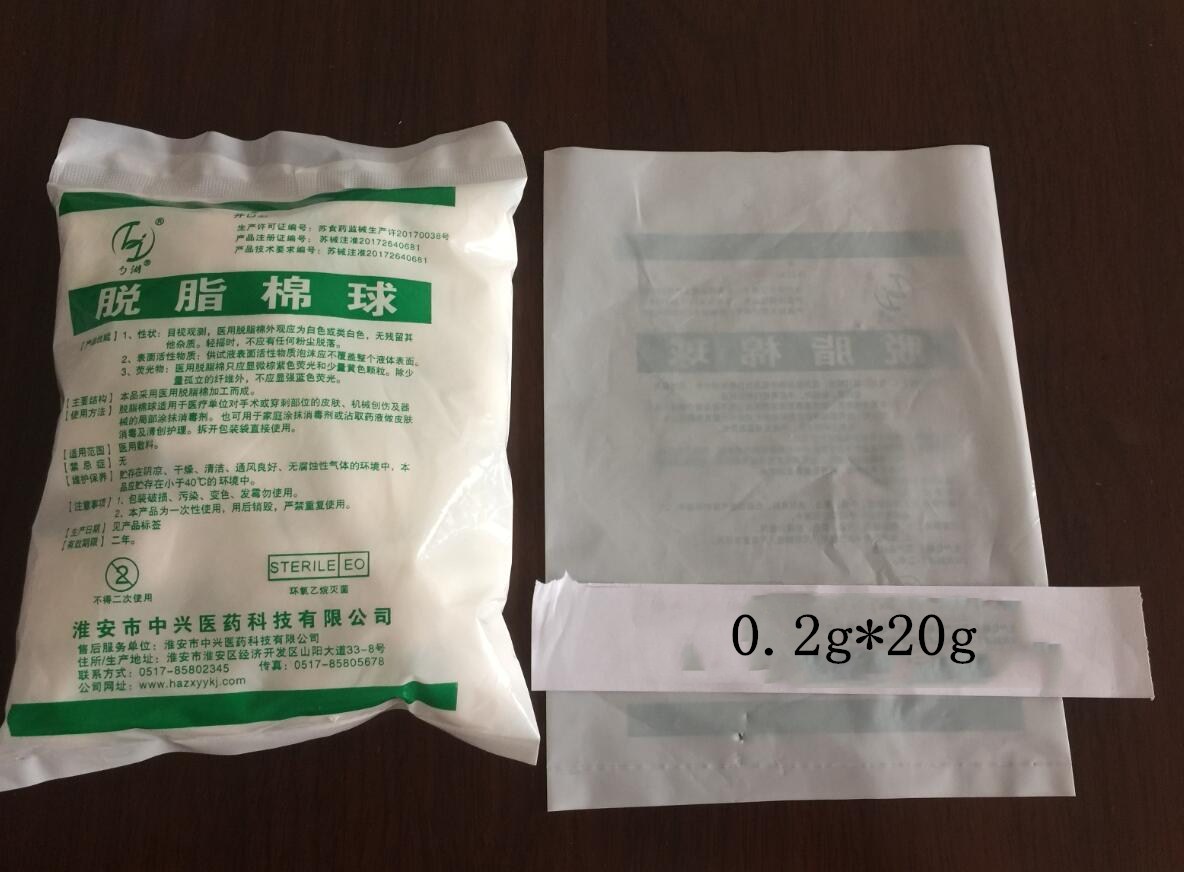 勺湖®
生产许可证编号：苏食药监械生产许20170038号
产品注册证编号：苏械注准20172640681
产品技术要求编号：苏械注准20172640681
脱脂棉球
【产品性能】1、性状：目视观测，医用脱脂棉外观应为白色或类白色，无残留其
他杂质。轻摇时，不应有任何粉尘脱落。
2、表面活性物质：供试液表面活性物质泡沫应不覆盖整个液体表面。
3、荧光物：医用脱脂棉只应显微棕紫色荧光和少量黄色颗粒。除少
量孤立的纤维外，不应显强蓝色荧光。
【主要结构】本品采用医用脱脂棉加工而成。
【使用方法】脱脂棉球适用于医疗单位对手术或穿刺部位的皮肤、机械创伤及器
械的局部涂抹消毒剂。也可用于家庭涂抹消毒剂或沾取药液做皮肤
消毒及清创护理。拆开包装袋直接使用。
【适用范围】医用敷料。
【禁忌症】无
【维护保养】贮存在阴凉、干燥、清洁、通风良好、无腐蚀性气体的环境中，本
品应贮存在小于40℃的环境中。
【注意事项】1、包装破损、污染、变色、发霉勿使用。
2、本产品为一次性使用，用后销毁，严禁重复使用。
【生产日期】见产品标签
【有效期限】二年。
2
不得二次使用
STERILE EO
环氧乙烷灭菌
淮安市中兴医药科技有限公司
售后服务单位：淮安市中兴医药科技有限公司
住所/生产地址：淮安市淮安区经济开发区山阳大道33-8号
联系方式：0517-85802345 传真：0517-85805678
公司网址：www.hazxyykj.com
脱脂棉球
0.2g*20g